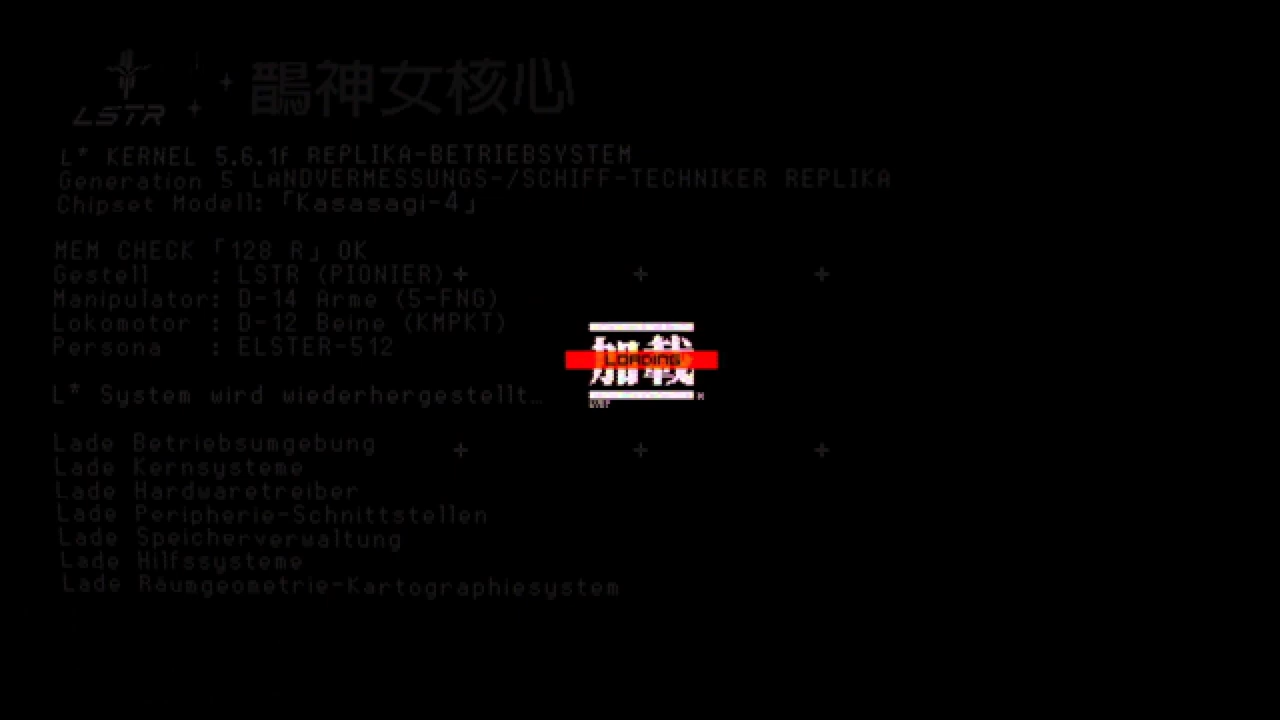 LSTR
鵲神女核心
L* KERNEL 5.6.1f REPLIKA-BETRIEBSYSTEM
Generation 5 LANDVERMESSUNGS-/SCHIFF-TECHNIKER REPLIKA
Chipset Modell: 「Kasasagi-4」
MEM CHECK 「128 R」 OK
Gestell : LSTR (PIONIER)
Manipulator: D-14 Arme (5-FNG)
Lokomotor : D-12 Beine (KMPKT)
Persona : ELSTER-512
加載
LOADING
L* System wird wiederhergestellt…
Lade Betriebsumgebung
Lade Kernsysteme
Lade Hardwaretreiber
Lade Peripherie-Schnittstellen
Lade Speicherverwaltung
Lade Hilfssysteme
Lade Raumgeometrie-Kartographiesystem